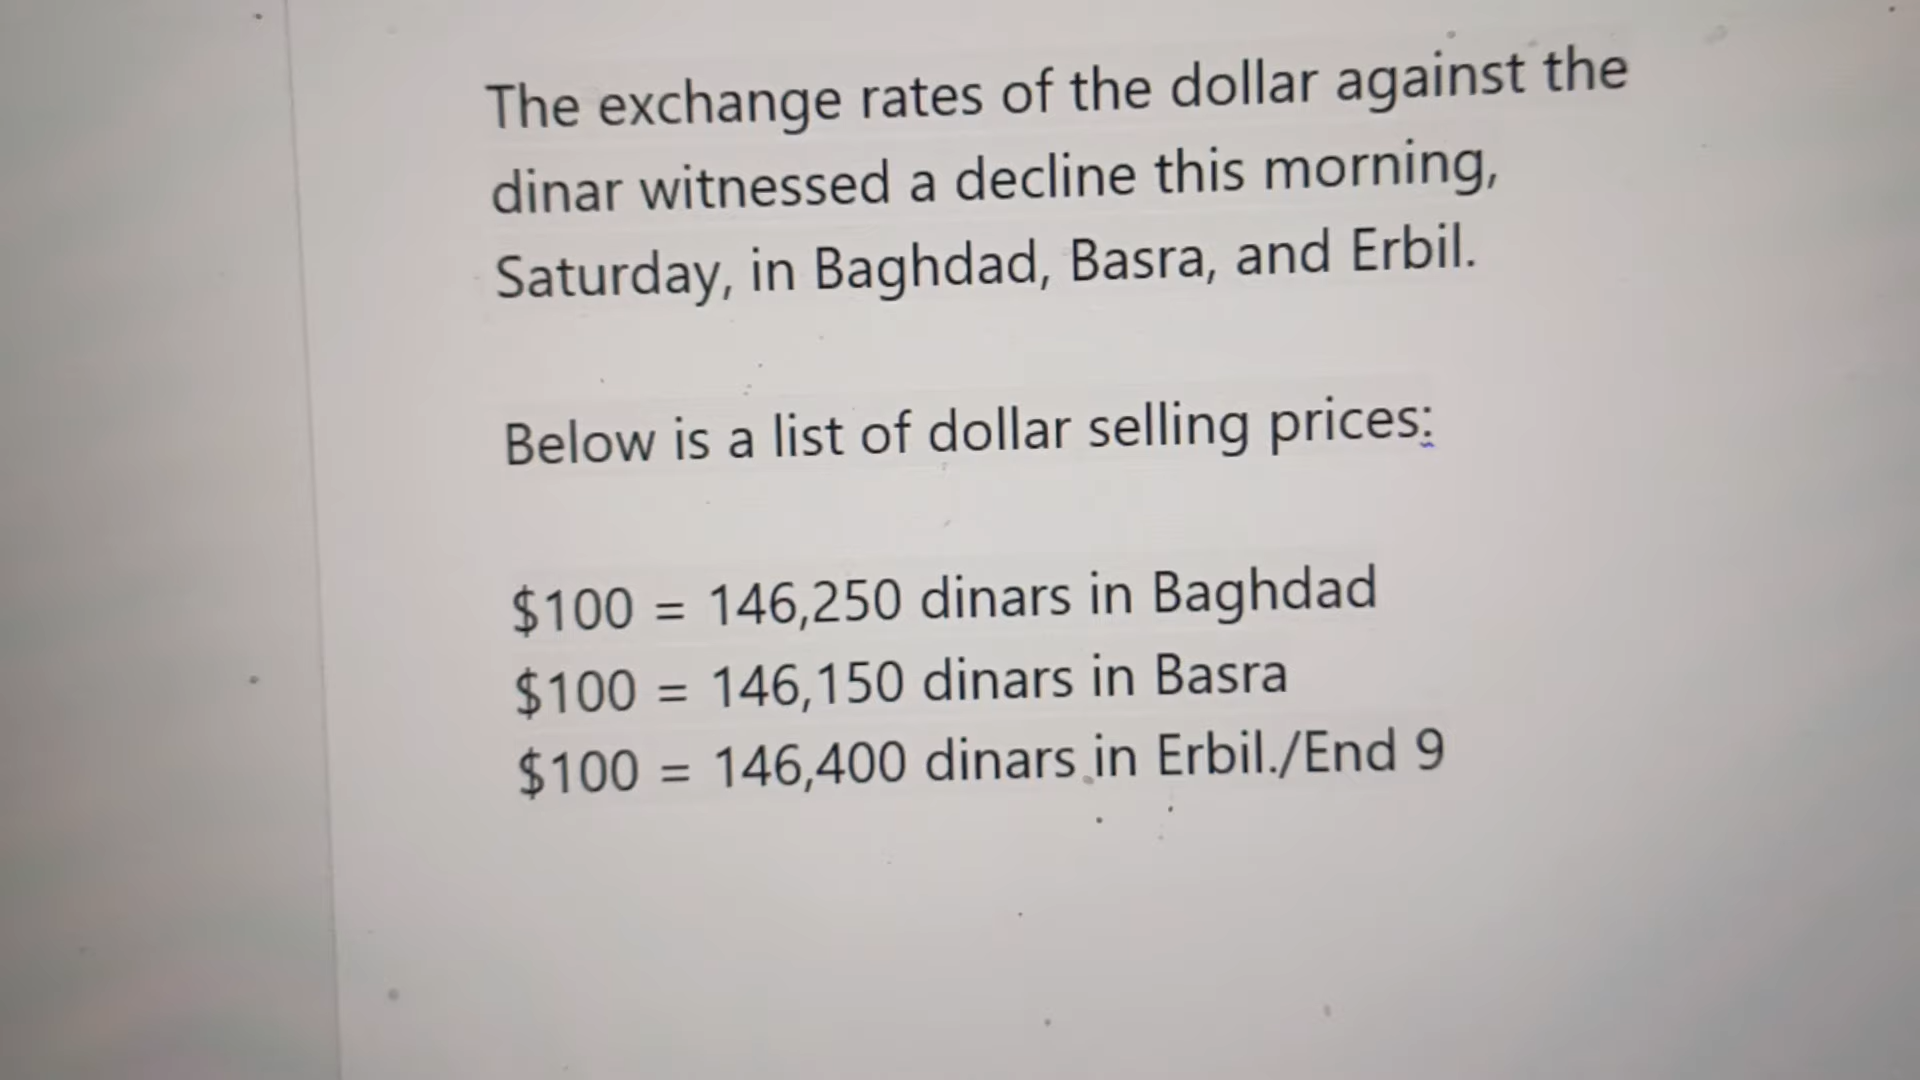 The exchange rates of the dollar against the
dinar witnessed a decline this morning,
Saturday, in Baghdad, Basra, and Erbil.
Below is a list of dollar selling prices:
$100 = 146,250 dinars in Baghdad
$100 = 146,150 dinars in Basra
$100 = 146,400 dinars in Erbil./End 9